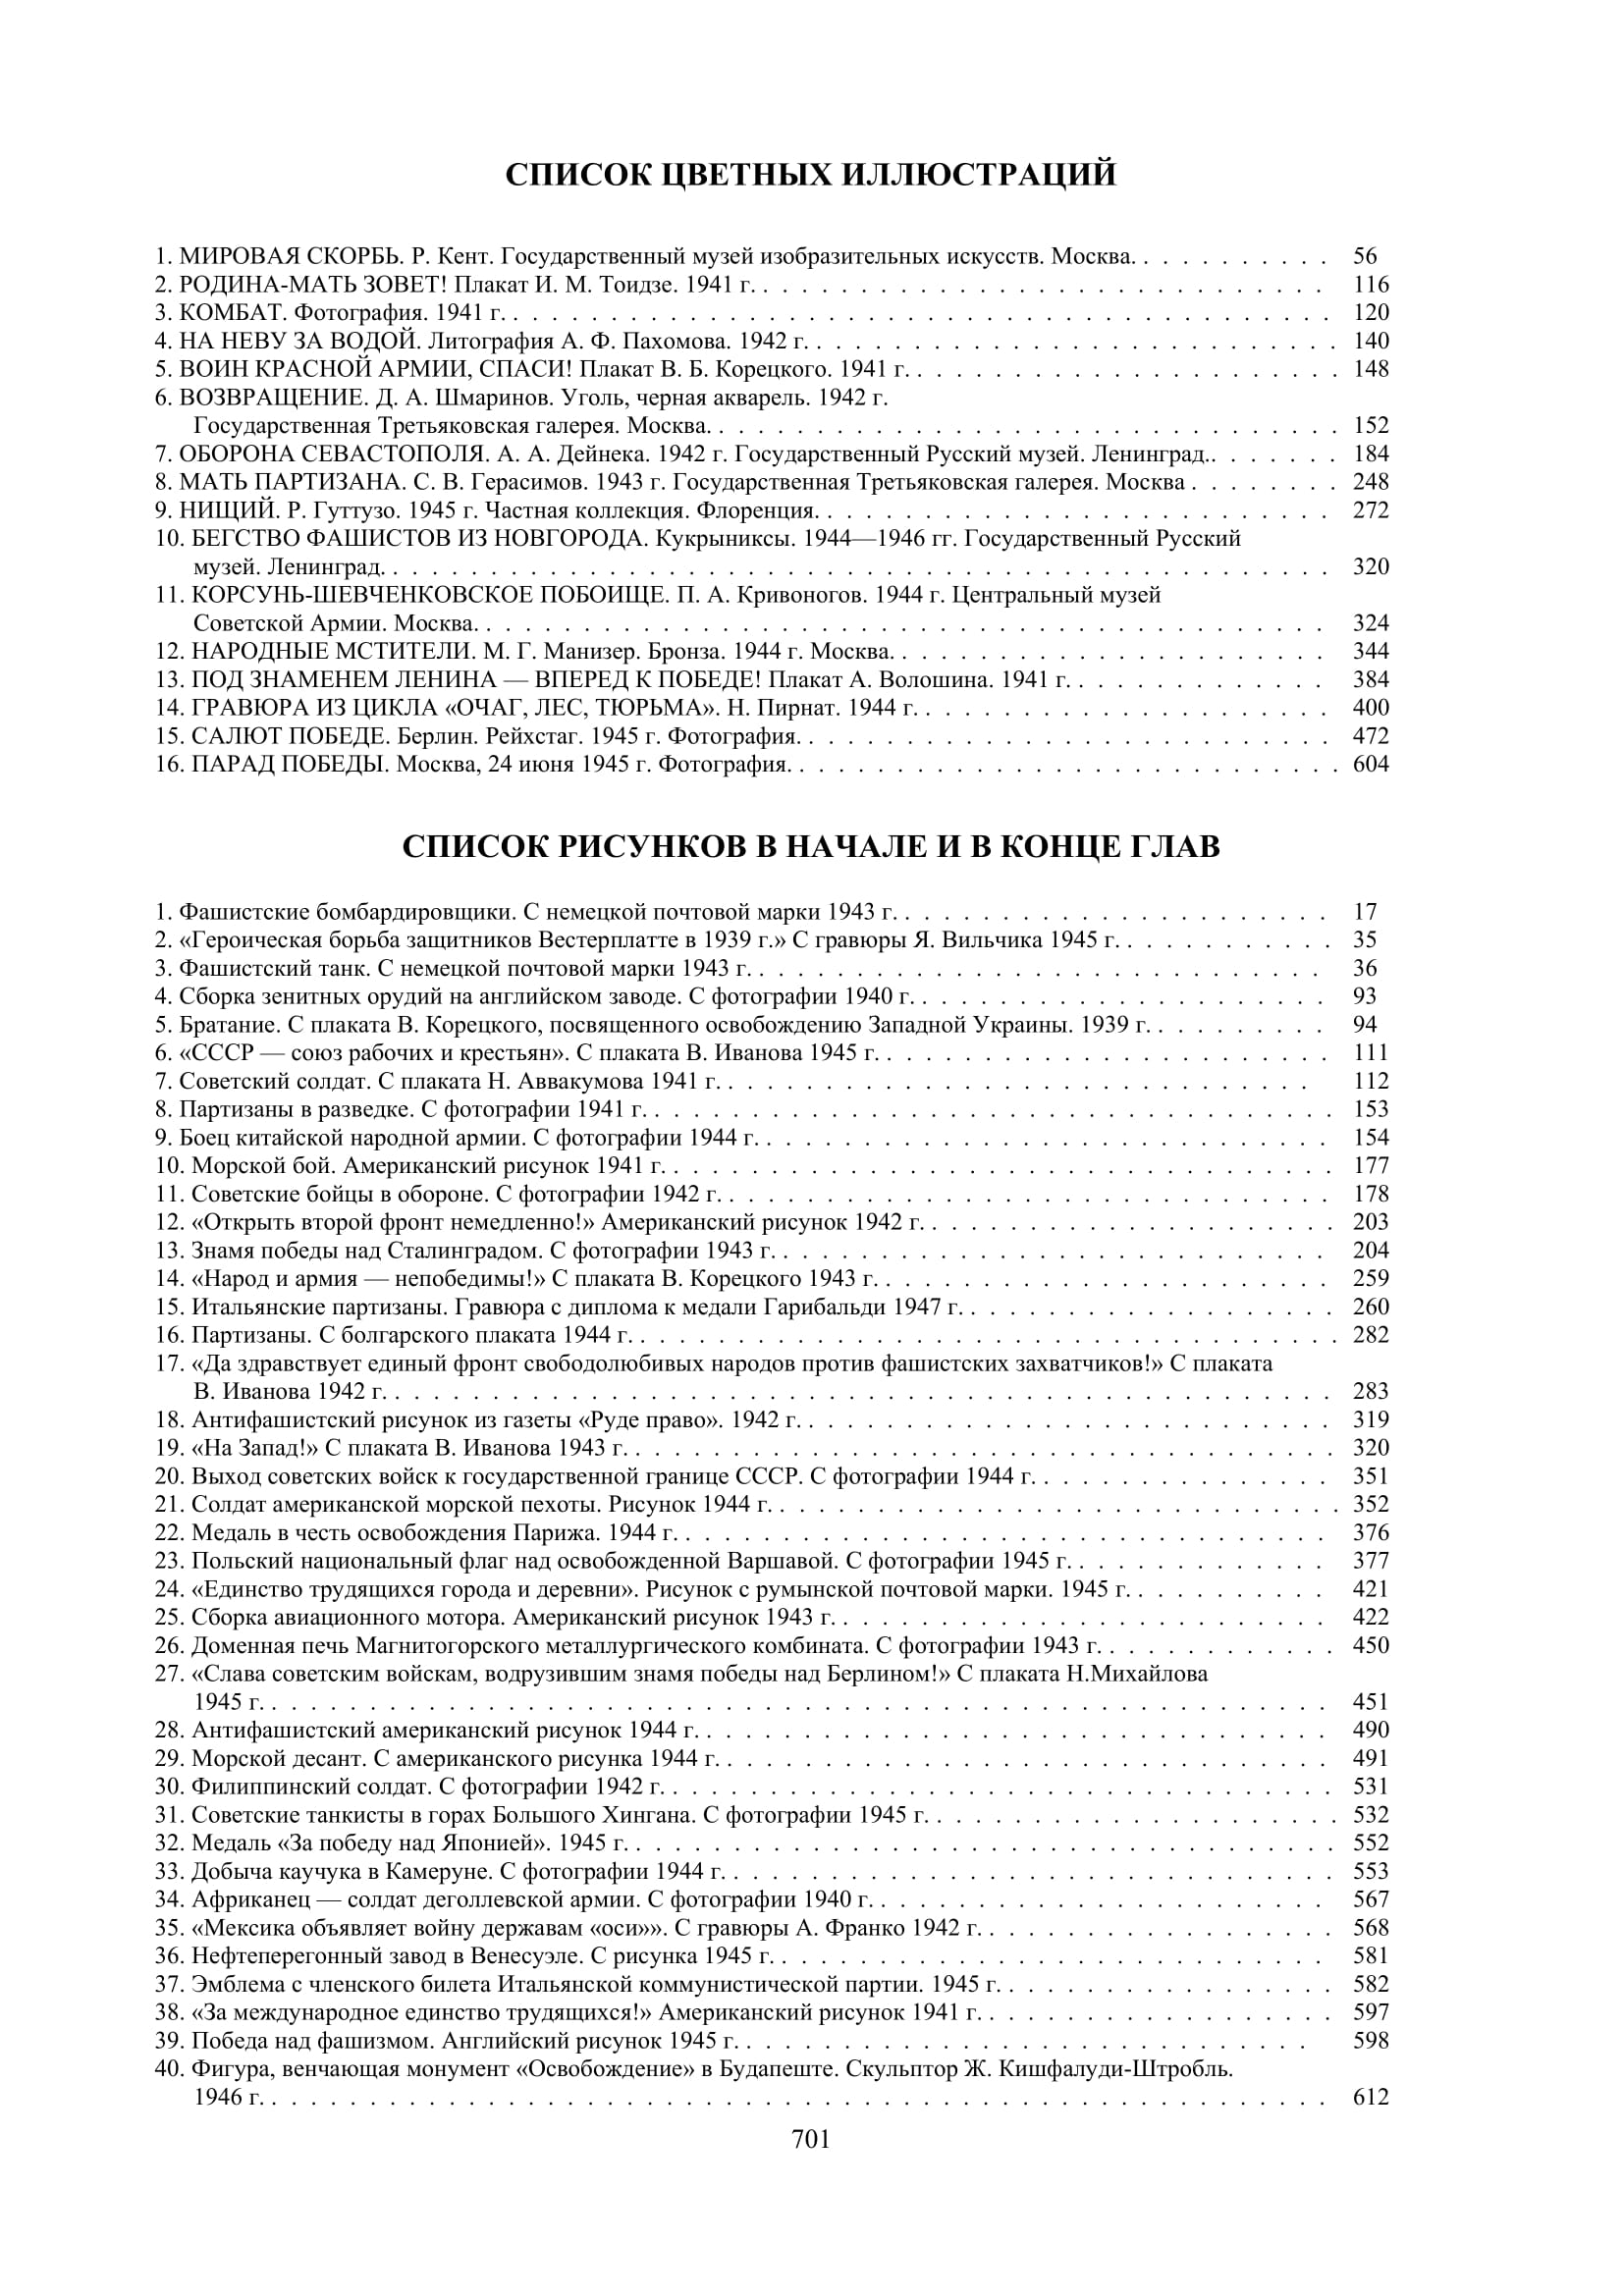 СПИСОК ЦВЕТНЫХ ИЛЛЮСТРАЦИЙ
1. МИРОВАЯ СКОРБЬ. Р. Кент. Государственный музей изобразительных искусств. Москва. . . . . . . . . . . 56
2. РОДИНА-МАТЬ ЗОВЕТ! Плакат И. М. Тоидзе. 1941 г. . . . . . . . . . . 116
3. КОМБАТ. Фотография. 1941 г. . . . . . . . . . . 120
4. НА НЕВУ ЗА ВОДОЙ. Литография А. Ф. Пахомова. 1942 г. . . . . . . . . . . 140
5. ВОИН КРАСНОЙ АРМИИ, СПАСИ! Плакат В. Б. Корецкого. 1941 г. . . . . . . . . . . 148
6. ВОЗВРАЩЕНИЕ. Д. А. Шмаринов. Уголь, черная акварель. 1942 г.
Государственная Третьяковская галерея. Москва. . . . . . . . . . . 152
7. ОБОРОНА СЕВАСТОПОЛЯ. А. А. Дейнека. 1942 г. Государственный Русский музей. Ленинград.. . . . . . . 184
8. МАТЬ ПАРТИЗАНА. С. В. Герасимов. 1943 г. Государственная Третьяковская галерея. Москва . . . . . . . . 248
9. НИЩИЙ. Р. Гуттузо. 1945 г. Частная коллекция. Флоренция. . . . . . . . . . . 272
10. БЕГСТВО ФАШИСТОВ ИЗ НОВГОРОДА. Кукрыниксы. 1944—1946 гг. Государственный Русский
музей. Ленинград. . . . . . . . . . . 320
11. КОРСУНЬ-ШЕВЧЕНКОВСКОЕ ПОБОИЩЕ. П. А. Кривоногов. 1944 г. Центральный музей
Советской Армии. Москва. . . . . . . . . . . 324
12. НАРОДНЫЕ МСТИТЕЛИ. М. Г. Манизер. Бронза. 1944 г. Москва. . . . . . . . . . . 344
13. ПОД ЗНАМЕНЕМ ЛЕНИНА — ВПЕРЕД К ПОБЕДЕ! Плакат А. Волошина. 1941 г. . . . . . . . . . . 384
14. ГРАВЮРА ИЗ ЦИКЛА «ОЧАГ, ЛЕС, ТЮРЬМА». Н. Пирнат. 1944 г. . . . . . . . . . . 400
15. САЛЮТ ПОБЕДЕ. Берлин. Рейхстаг. 1945 г. Фотография. . . . . . . . . . . 472
16. ПАРАД ПОБЕДЫ. Москва, 24 июня 1945 г. Фотография. . . . . . . . . . . 604
СПИСОК РИСУНКОВ В НАЧАЛЕ И В КОНЦЕ ГЛАВ
1. Фашистские бомбардировщики. С немецкой почтовой марки 1943 г. . . . . . . . . . . 17
2. «Героическая борьба защитников Вестерплатте в 1939 г.» С гравюры Я. Вильчика 1945 г. . . . . . . . . . . 35
3. Фашистский танк. С немецкой почтовой марки 1943 г. . . . . . . . . . . 36
4. Сборка зенитных орудий на английском заводе. С фотографии 1940 г. . . . . . . . . . . 93
5. Братание. С плаката В. Корецкого, посвященного освобождению Западной Украины. 1939 г. . . . . . . . . . 94
6. «СССР — союз рабочих и крестьян». С плаката В. Иванова 1945 г. . . . . . . . . . . 111
7. Советский солдат. С плаката Н. Аввакумова 1941 г. . . . . . . . . . . 112
8. Партизаны в разведке. С фотографии 1941 г. . . . . . . . . . . 153
9. Боец китайской народной армии. С фотографии 1944 г. . . . . . . . . . . 154
10. Морской бой. Американский рисунок 1941 г. . . . . . . . . . . 177
11. Советские бойцы в обороне. С фотографии 1942 г. . . . . . . . . . . 178
12. «Открыть второй фронт немедленно!» Американский рисунок 1942 г. . . . . . . . . . . 203
13. Знамя победы над Сталинградом. С фотографии 1943 г. . . . . . . . . . . 204
14. «Народ и армия — непобедимы!» С плаката В. Корецкого 1943 г. . . . . . . . . . . 259
15. Итальянские партизаны. Гравюра с диплома к медали Гарибальди 1947 г. . . . . . . . . . . 260
16. Партизаны. С болгарского плаката 1944 г. . . . . . . . . . . 282
17. «Да здравствует единый фронт свободолюбивых народов против фашистских захватчиков!» С плаката
В. Иванова 1942 г. . . . . . . . . . . 283
18. Антифашистский рисунок из газеты «Руде право». 1942 г. . . . . . . . . . . 319
19. «На Запад!» С плаката В. Иванова 1943 г. . . . . . . . . . . 320
20. Выход советских войск к государственной границе СССР. С фотографии 1944 г. . . . . . . . . . . 351
21. Солдат американской морской пехоты. Рисунок 1944 г. . . . . . . . . . . 352
22. Медаль в честь освобождения Парижа. 1944 г. . . . . . . . . . . 376
23. Польский национальный флаг над освобожденной Варшавой. С фотографии 1945 г. . . . . . . . . . . 377
24. «Единство трудящихся города и деревни». Рисунок с румынской почтовой марки. 1945 г. . . . . . . . . . . 421
25. Сборка авиационного мотора. Американский рисунок 1943 г. . . . . . . . . . . 422
26. Доменная печь Магнитогорского металлургического комбината. С фотографии 1943 г. . . . . . . . . . . 450
27. «Слава советским войскам, водрузившим знамя победы над Берлином!» С плаката Н.Михайлова
1945 г. . . . . . . . . . . 451
28. Антифашистский американский рисунок 1944 г. . . . . . . . . . . 490
29. Морской десант. С американского рисунка 1944 г. . . . . . . . . . . 491
30. Филиппинский солдат. С фотографии 1942 г. . . . . . . . . . . 531
31. Советские танкисты в горах Большого Хингана. С фотографии 1945 г. . . . . . . . . . . 532
32. Медаль «За победу над Японией». 1945 г. . . . . . . . . . . 552
33. Добыча каучука в Камеруне. С фотографии 1944 г. . . . . . . . . . . 553
34. Африканец — солдат деголлевской армии. С фотографии 1940 г. . . . . . . . . . . 567
35. «Мексика объявляет войну державам «оси»». С гравюры А. Франко 1942 г. . . . . . . . . . . 568
36. Нефтеперегонный завод в Венесуэле. С рисунка 1945 г. . . . . . . . . . . 581
37. Эмблема с членского билета Итальянской коммунистической партии. 1945 г. . . . . . . . . . . 582
38. «За международное единство трудящихся!» Американский рисунок 1941 г. . . . . . . . . . . 597
39. Победа над фашизмом. Английский рисунок 1945 г. . . . . . . . . . . 598
40. Фигура, венчающая монумент «Освобождение» в Будапеште. Скульптор Ж. Кишфалуди-Штробль.
1946 г. . . . . . . . . . . 612
701